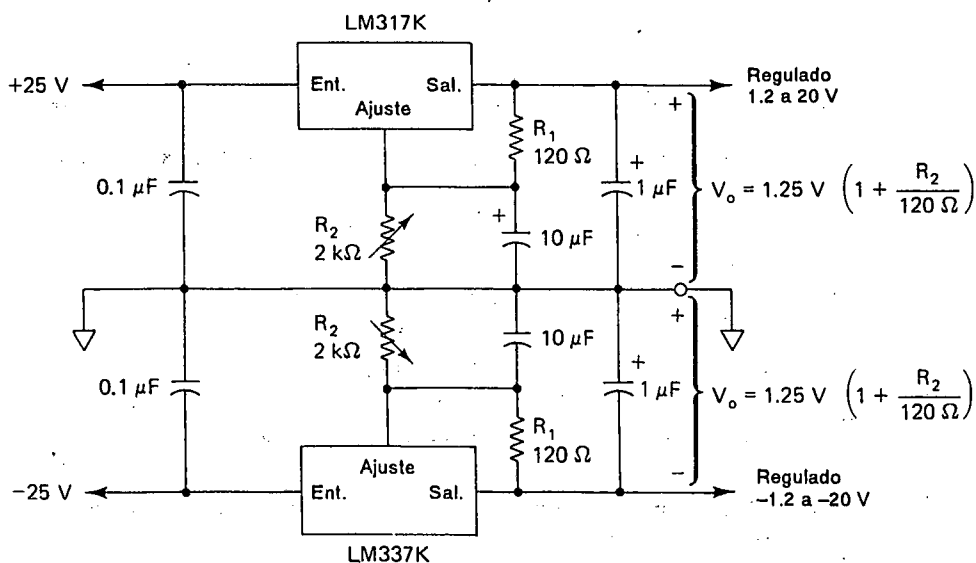 LM317K
+25 V
Ent.
Sal.
Ajuste
Regulado
1.2 a 20 V
R₁
120 Ω
+
0.1 μF
+
1 μF
V₀ = 1.25 V (1 + R₂ / 120 Ω)
R₂
2 kΩ
+
10 μF
−
+
R₂
2 kΩ
10 μF
0.1 μF
+
1 μF
V₀ = 1.25 V (1 + R₂ / 120 Ω)
R₁
120 Ω
−
Ajuste
Ent.
Sal.
−25 V
Regulado
−1.2 a −20 V
LM337K